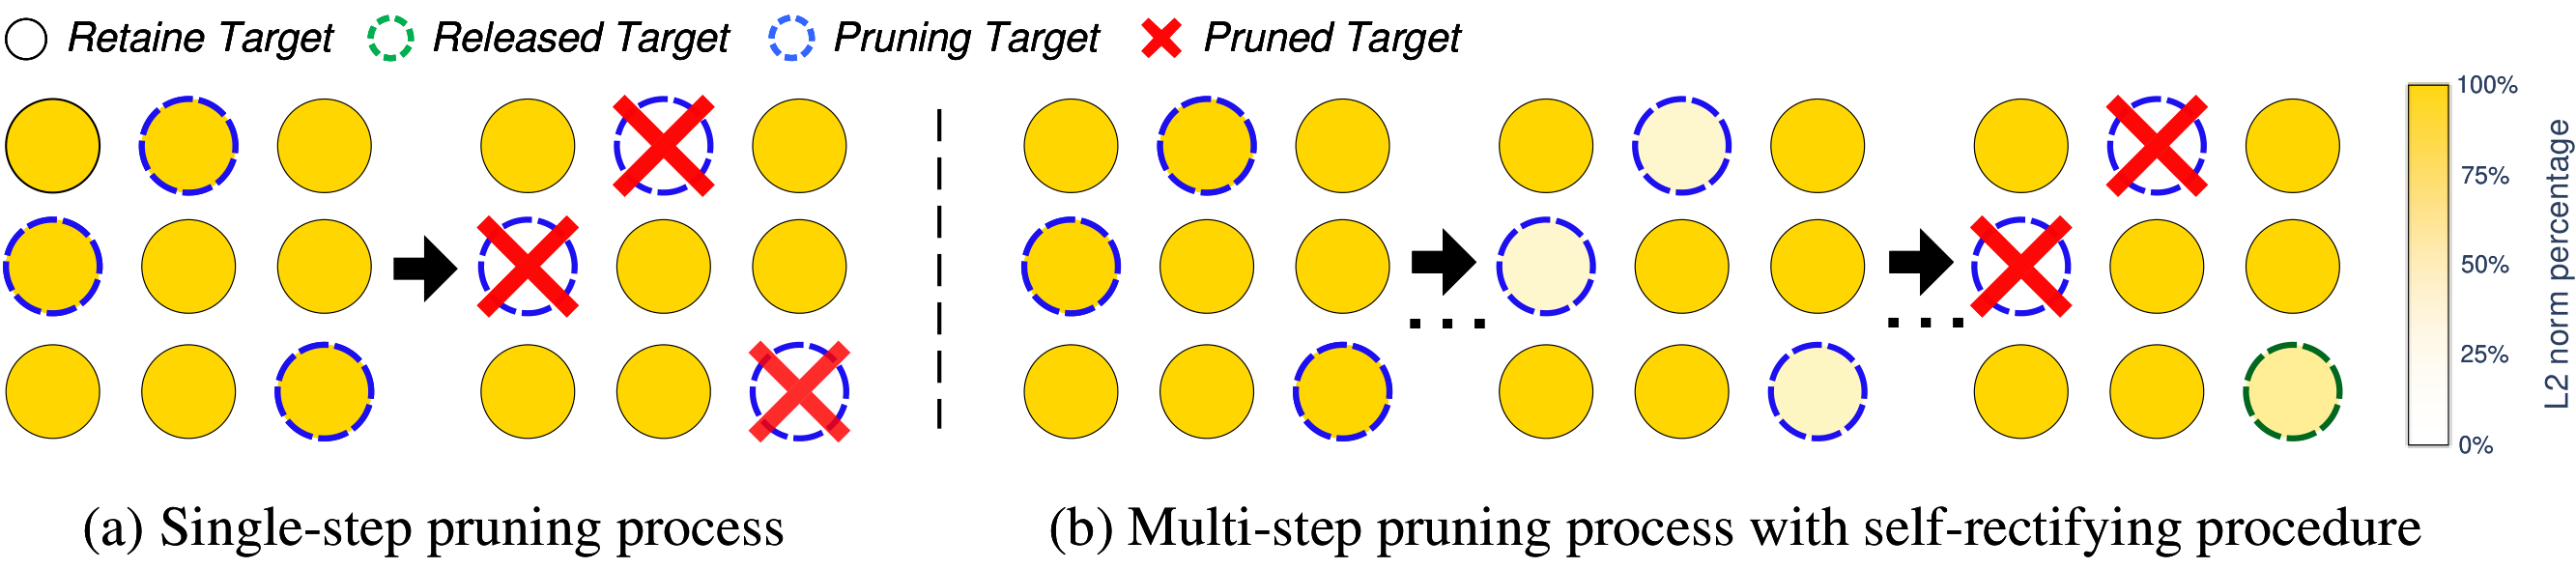 Retaine Target Released Target Pruning Target Pruned Target
100%
75%
50%
25%
0%
L2 norm percentage
(a) Single-step pruning process
(b) Multi-step pruning process with self-rectifying procedure